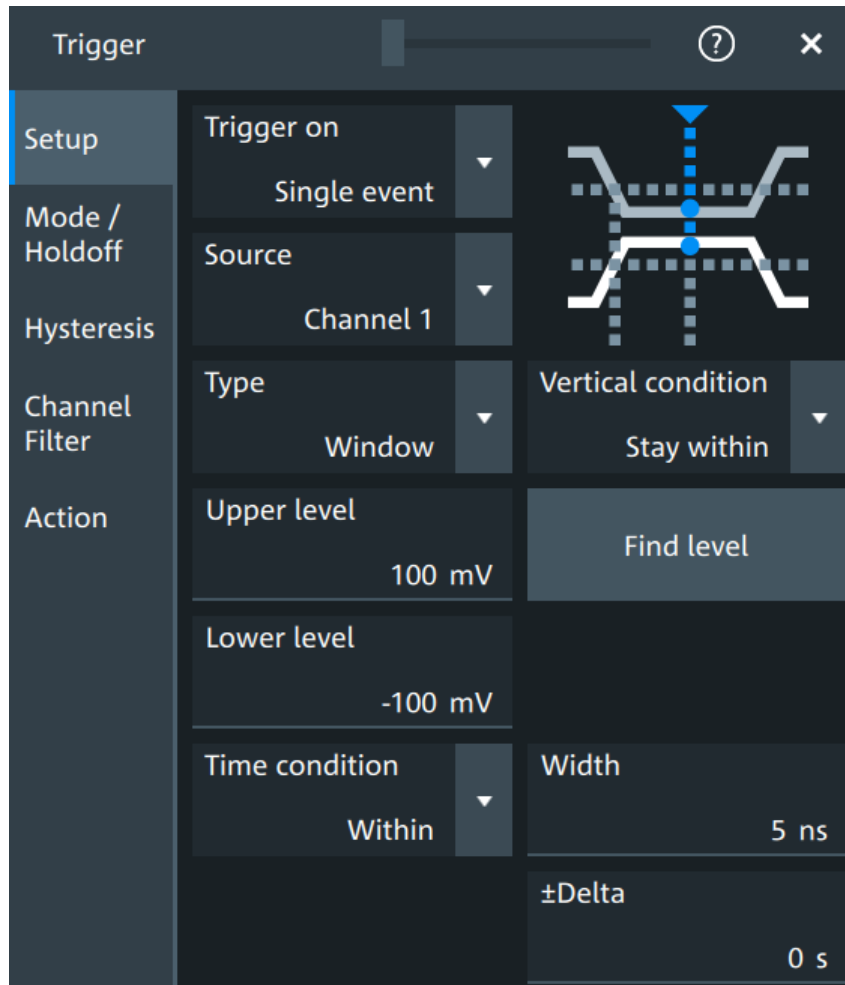 Trigger
?
Setup
Mode /
Holdoff
Hysteresis
Channel
Filter
Action
Trigger on
Single event
Source
Channel 1
Type
Window
Vertical condition
Stay within
Upper level
100 mV
Find level
Lower level
-100 mV
Time condition
Within
Width
5 ns
±Delta
0 s